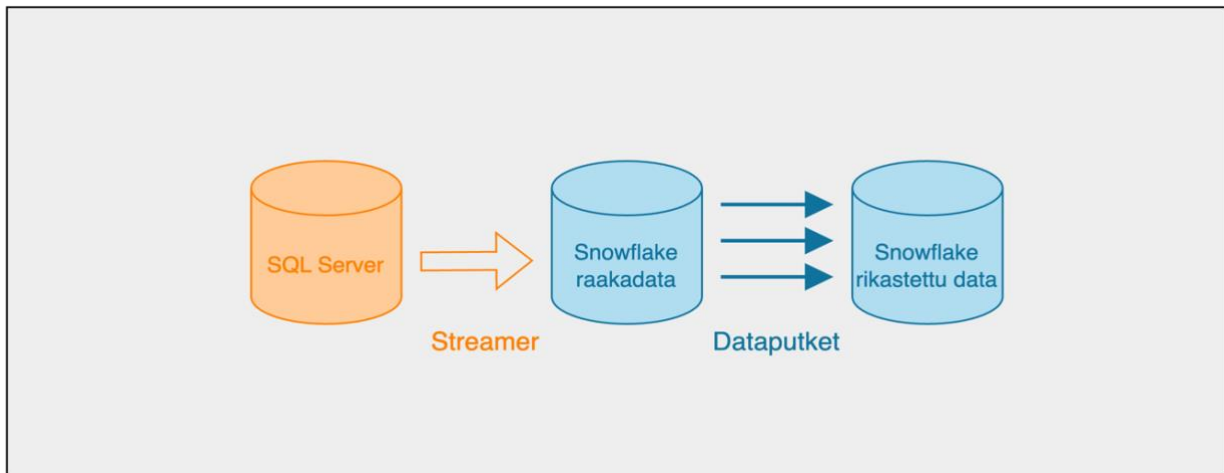 SQL Server
Snowflake
raakadata
Snowflake
rikastettu data
Streamer
Dataputket